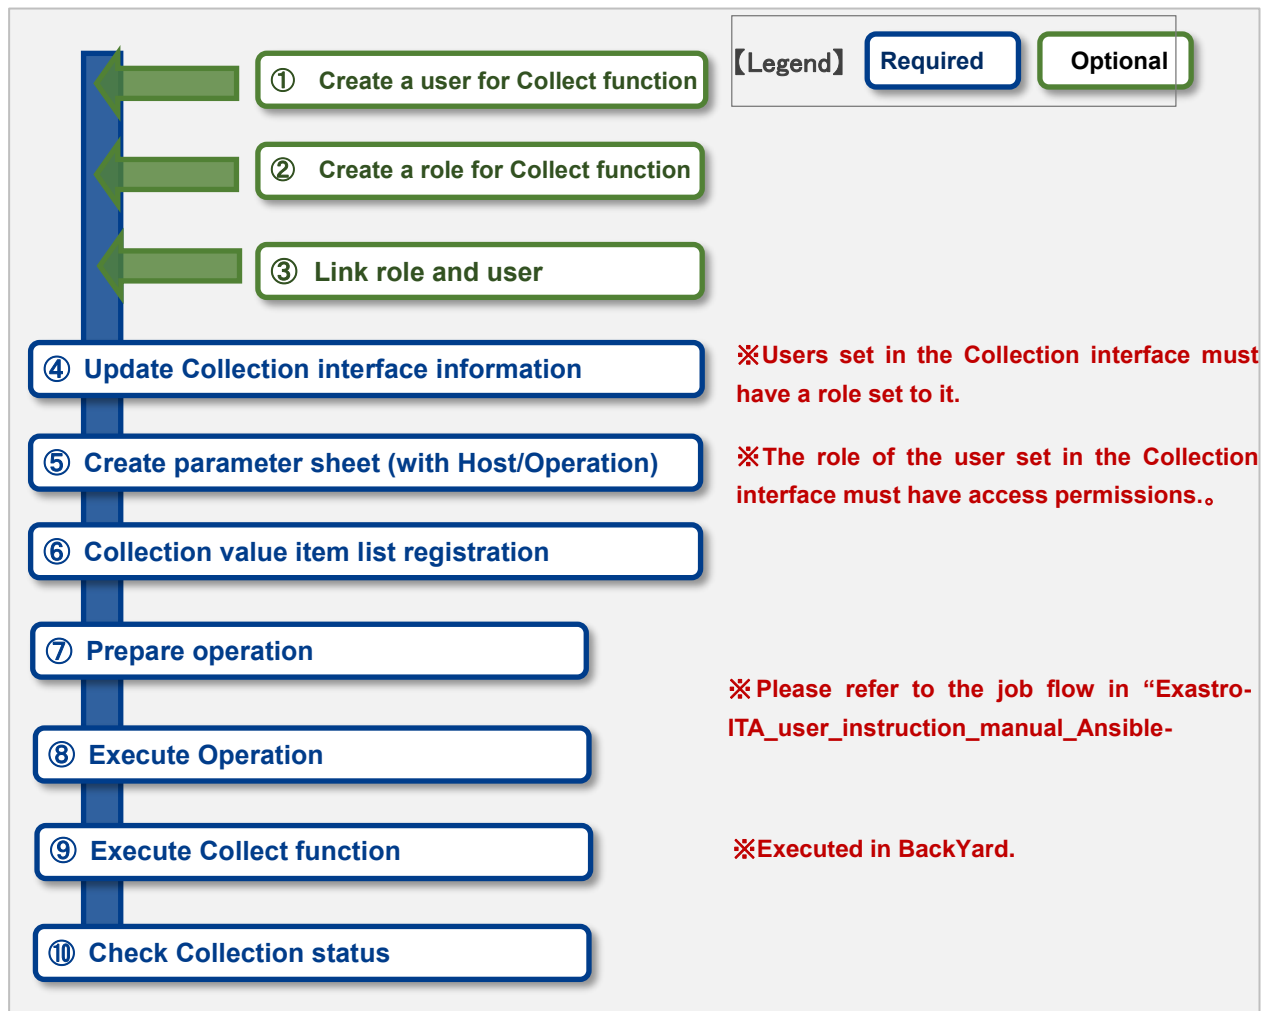 【Legend】 Required Optional
① Create a user for Collect function
② Create a role for Collect function
③ Link role and user
④ Update Collection interface information
※Users set in the Collection interface must
have a role set to it.
⑤ Create parameter sheet (with Host/Operation)
※The role of the user set in the Collection
interface must have access permissions.。
⑥ Collection value item list registration
⑦ Prepare operation
※Please refer to the job flow in “Exastro-
ITA_user_instruction_manual_Ansible-
⑧ Execute Operation
⑨ Execute Collect function
※Executed in BackYard.
⑩ Check Collection status